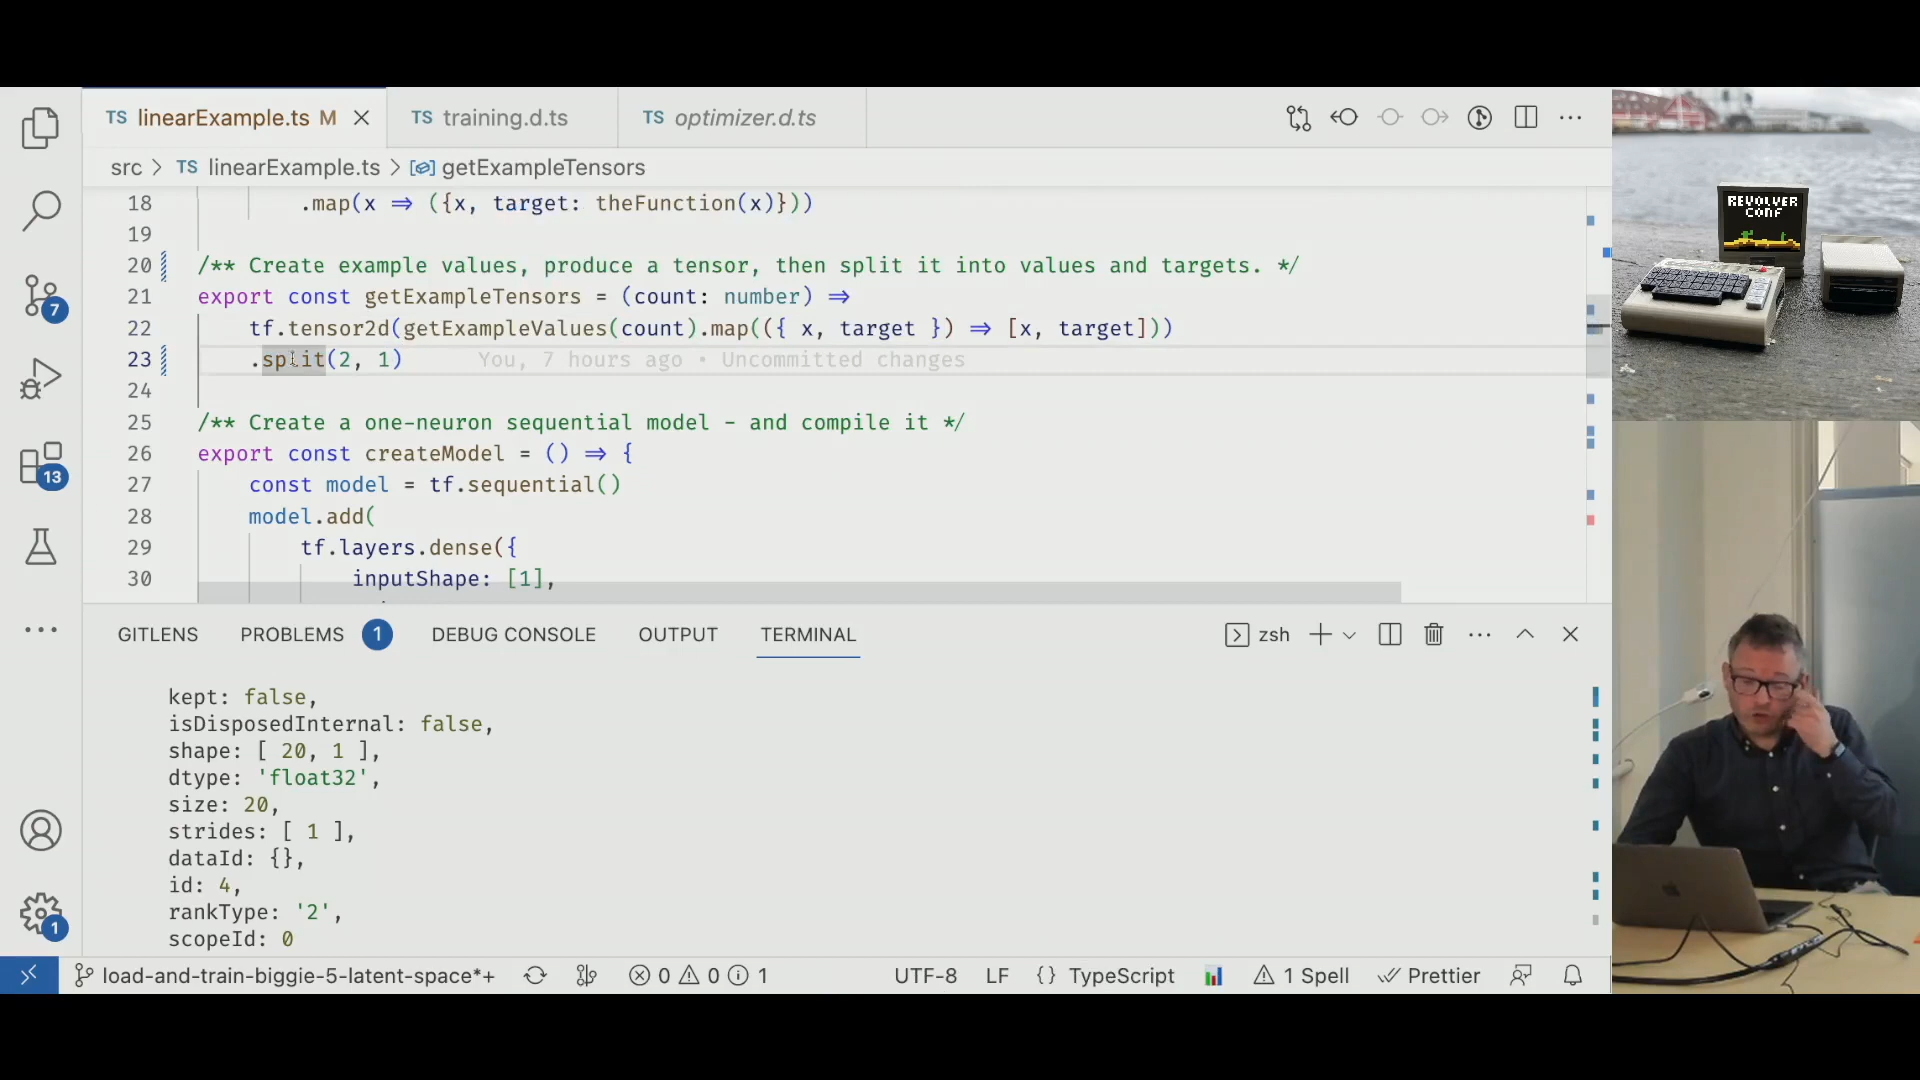 TS linearExample.ts M
TS training.d.ts
TS optimizer.d.ts
src > TS linearExample.ts > getExampleTensors
18 .map(x => ({x, target: theFunction(x)}))
19
20 /** Create example values, produce a tensor, then split it into values and targets. */
21 export const getExampleTensors = (count: number) =>
22 tf.tensor2d(getExampleValues(count).map(({ x, target }) => [x, target]))
23 .split(2, 1) You, 7 hours ago • Uncommitted changes
24
25 /** Create a one-neuron sequential model - and compile it */
26 export const createModel = () => {
27 const model = tf.sequential()
28 model.add(
29 tf.layers.dense({
30 inputShape: [1],
7
13
1
GITLENS PROBLEMS 1 DEBUG CONSOLE OUTPUT TERMINAL zsh
kept: false,
isDisposedInternal: false,
shape: [ 20, 1 ],
dtype: 'float32',
size: 20,
strides: [ 1 ],
dataId: {},
id: 4,
rankType: '2',
scopeId: 0
load-and-train-biggie-5-latent-space*+ 0 0 1 UTF-8 LF {} TypeScript 1 Spell Prettier
REVOLVER
CONF